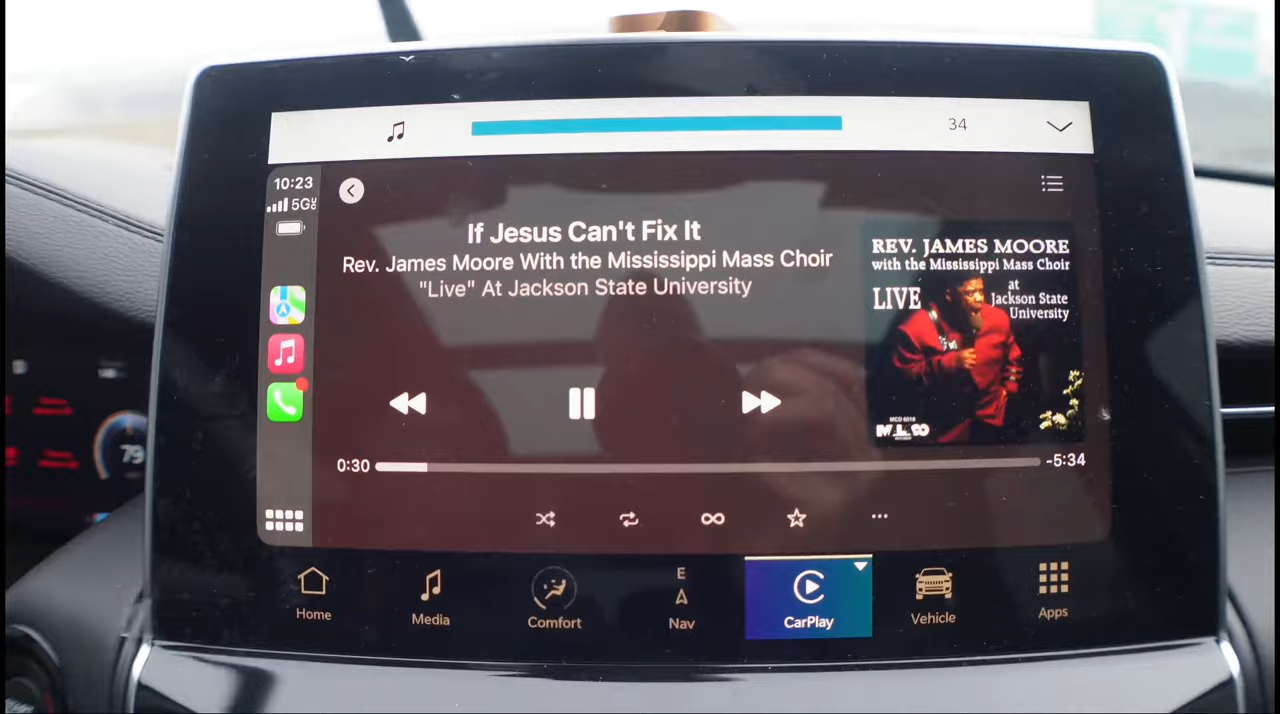 34
10:23
5G
If Jesus Can't Fix It
Rev. James Moore With the Mississippi Mass Choir
"Live" At Jackson State University
REV. JAMES MOORE
with the Mississippi Mass Choir
LIVE
at
Jackson State
University
MCD 6018
0:30
-5:34
79
Home
Media
Comfort
E
Nav
CarPlay
Vehicle
Apps